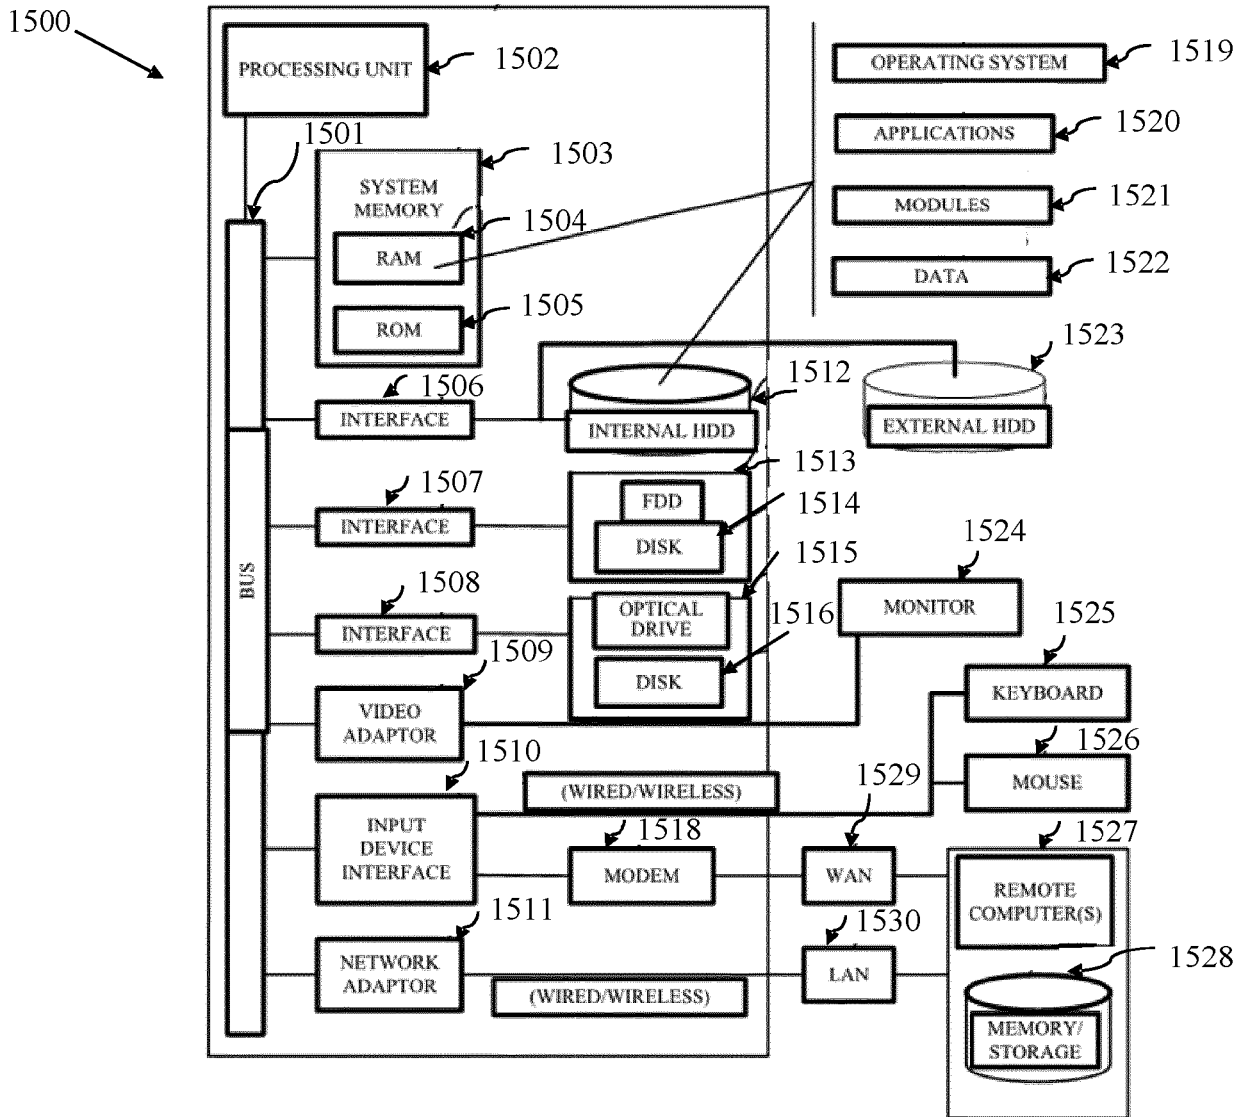 1500
PROCESSING UNIT
1502
1501
1503
SYSTEM
MEMORY
1504
RAM
1505
ROM
1519
OPERATING SYSTEM
1520
APPLICATIONS
1521
MODULES
1522
DATA
1506
INTERFACE
1512
INTERNAL HDD
1523
EXTERNAL HDD
1507
INTERFACE
1513
FDD
1514
DISK
BUS
1508
INTERFACE
1515
OPTICAL
DRIVE
1516
DISK
1524
MONITOR
1509
VIDEO
ADAPTOR
1525
KEYBOARD
1526
MOUSE
1510
(WIRED/WIRELESS)
INPUT
DEVICE
INTERFACE
1518
MODEM
1529
WAN
1527
REMOTE
COMPUTER(S)
1511
NETWORK
ADAPTOR
(WIRED/WIRELESS)
1530
LAN
1528
MEMORY/
STORAGE